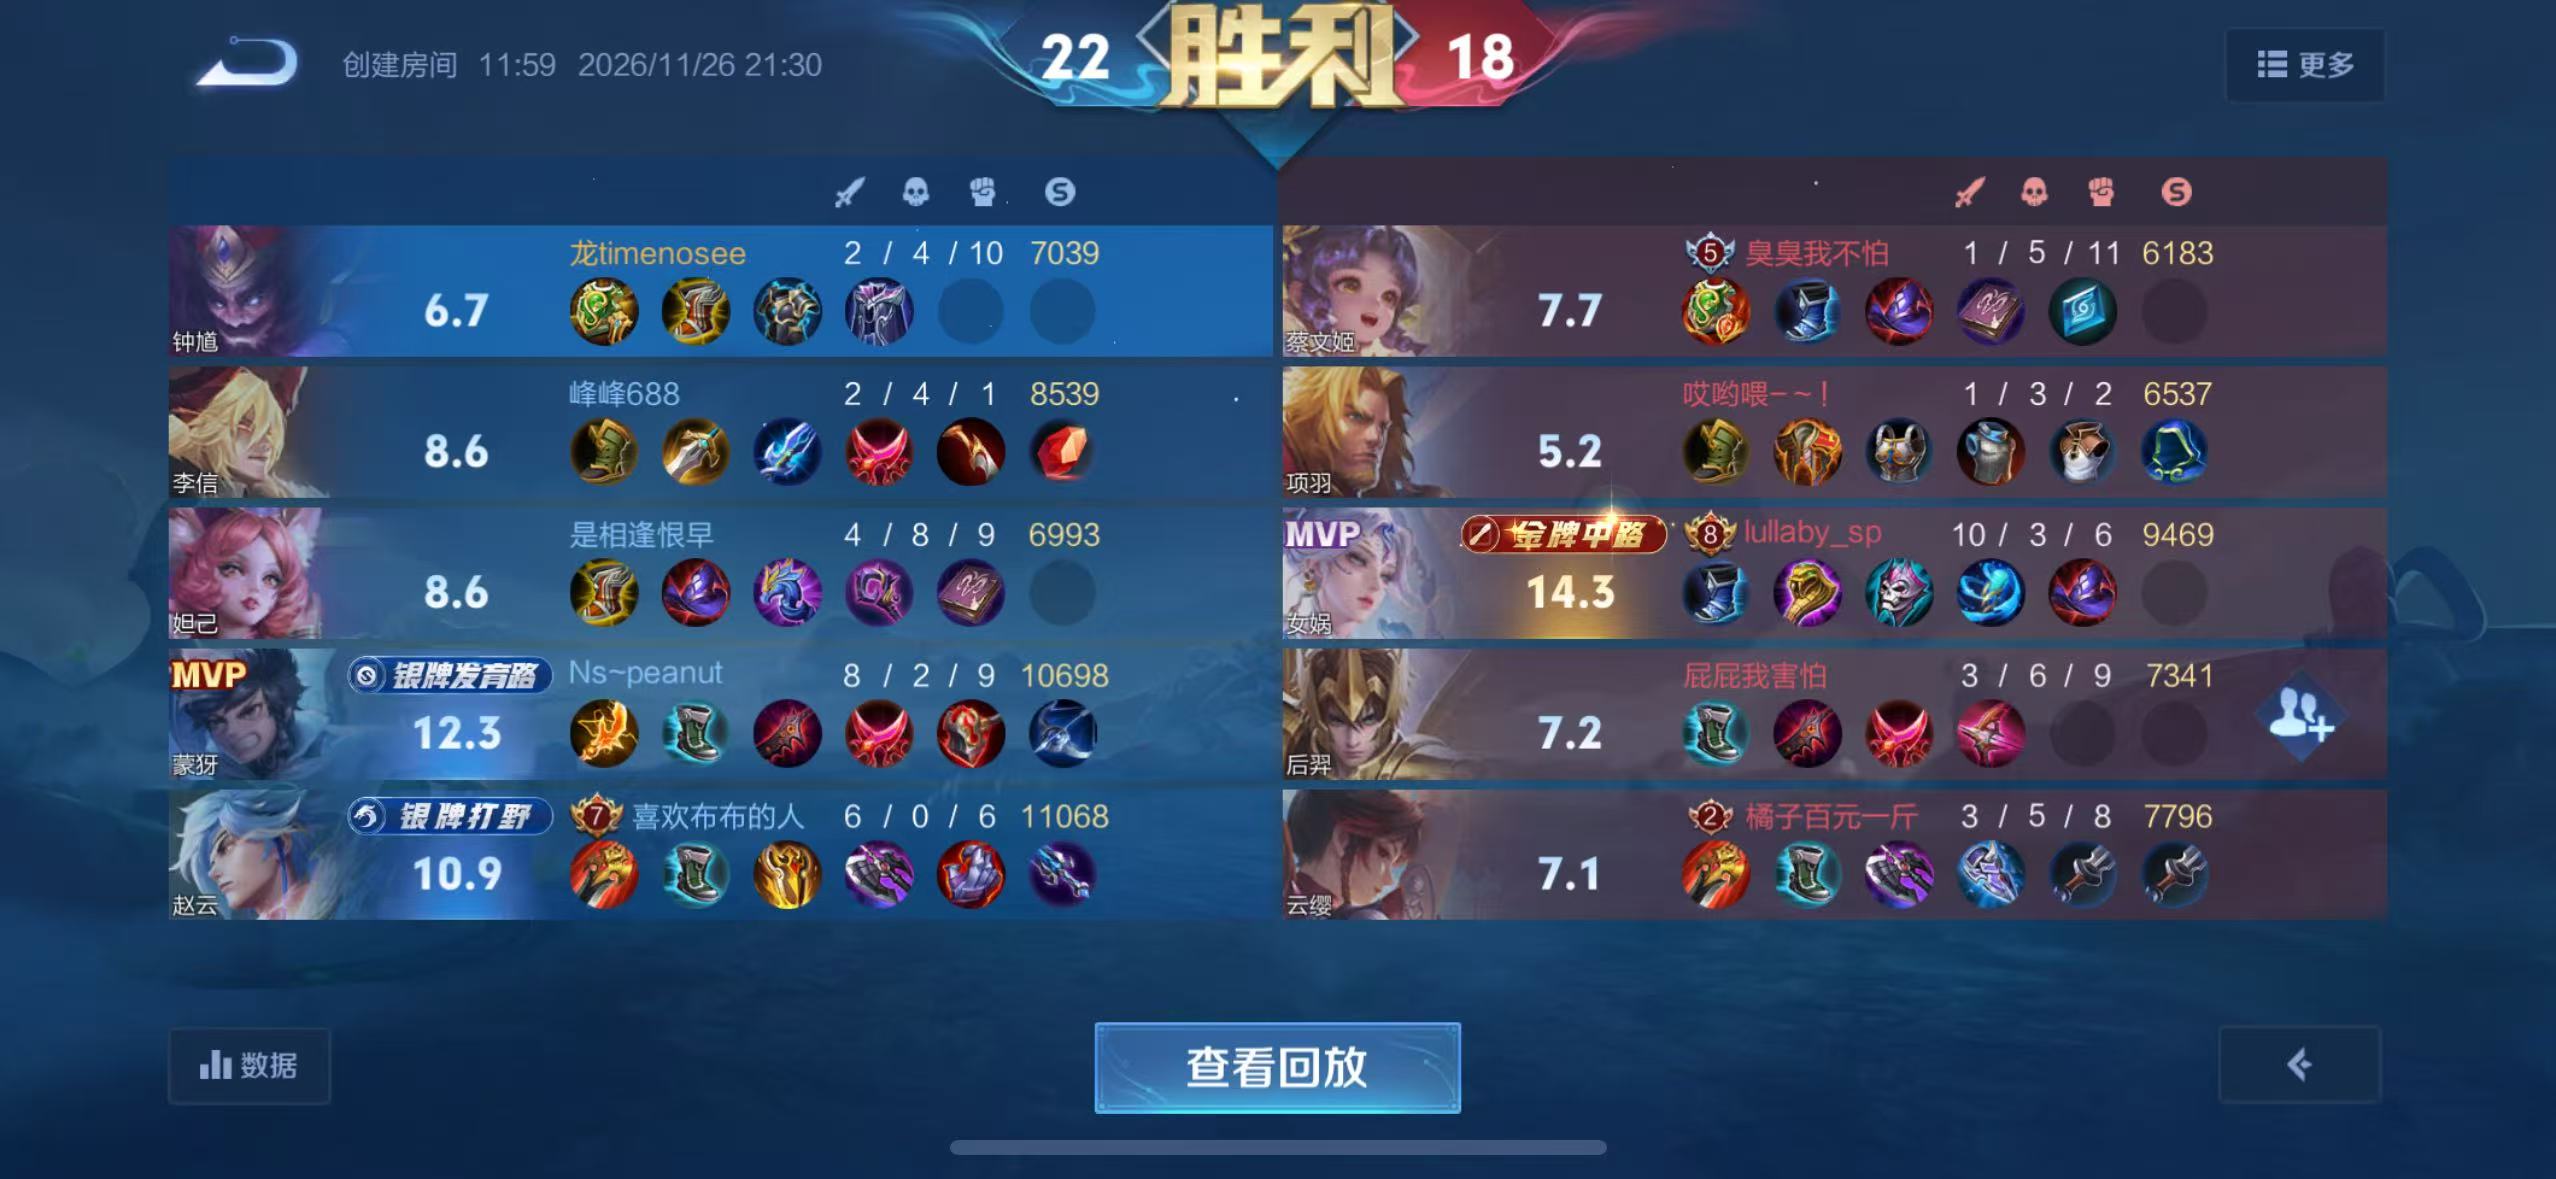 创建房间 11:59 2026/11/26 21:30
22 胜利 18
更多
钟馗 6.7 龙timenosee 2 / 4 / 10 7039
李信 8.6 峰峰688 2 / 4 / 1 8539
妲己 8.6 是相逢恨早 4 / 8 / 9 6993
MVP 银牌发育路 蒙犽 12.3 Ns~peanut 8 / 2 / 9 10698
银牌打野 赵云 10.9 7 喜欢布布的人 6 / 0 / 6 11068
蔡文姬 7.7 5 臭臭我不怕 1 / 5 / 11 6183
项羽 5.2 哎哟喂–~！ 1 / 3 / 2 6537
MVP 金牌中路 女娲 14.3 8 lullaby_sp 10 / 3 / 6 9469
后羿 7.2 屁屁我害怕 3 / 6 / 9 7341
云缨 7.1 2 橘子百元一斤 3 / 5 / 8 7796
数据
查看回放